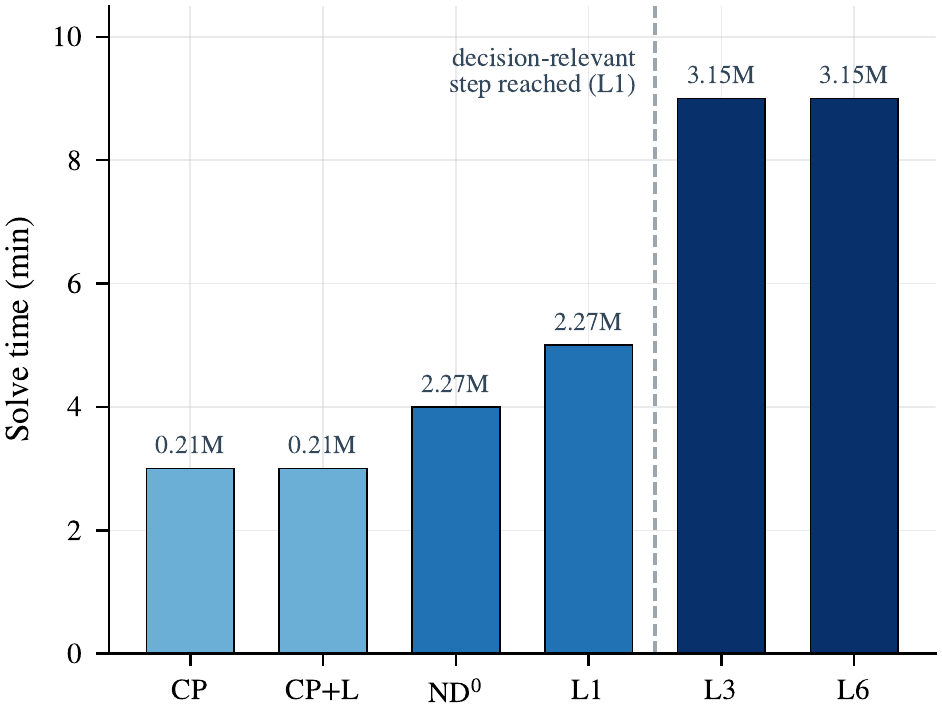 10
decision-relevant
step reached (L1)
3.15M
3.15M
8
Solve time (min)
6
2.27M
2.27M
4
0.21M
0.21M
2
0
CP
CP+L
ND⁰
L1
L3
L6